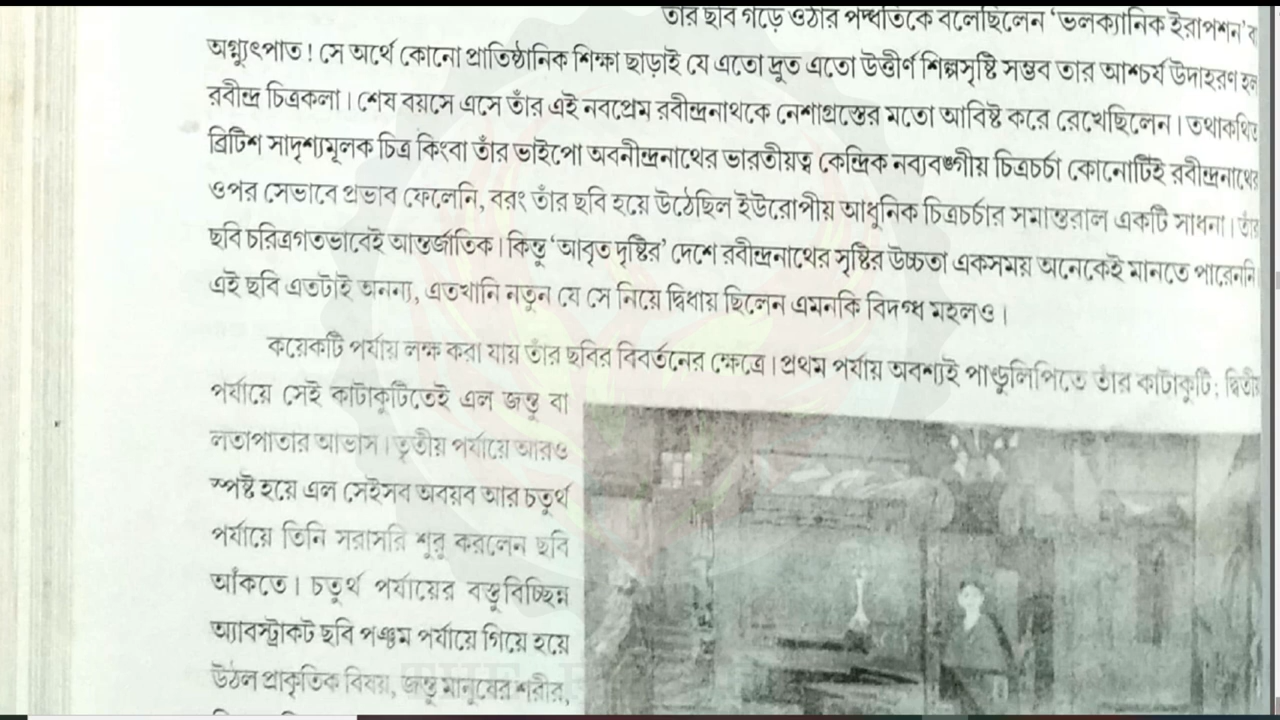 তাঁর ছবি গড়ে ওঠার পদ্ধতিকে বলেছিলেন ‘ভলক্যানিক ইরাপশন’ বা
অগ্ন্যুৎপাত! সে অর্থে কোনো প্রাতিষ্ঠানিক শিক্ষা ছাড়াই যে এতো দ্রুত এতো উত্তীর্ণ শিল্পসৃষ্টি সম্ভব তার আশ্চর্য উদাহরণ হল
রবীন্দ্র চিত্রকলা। শেষ বয়সে এসে তাঁর এই নবপ্রেম রবীন্দ্রনাথকে নেশাগ্রস্তের মতো আবিষ্ট করে রেখেছিলেন। তথাকথিত
ব্রিটিশ সাদৃশ্যমূলক চিত্র কিংবা তাঁর ভাইপো অবনীন্দ্রনাথের ভারতীয়ত্ব কেন্দ্রিক নব্যবঙ্গীয় চিত্রচর্চা কোনোটিই রবীন্দ্রনাথের
ওপর সেভাবে প্রভাব ফেলেনি, বরং তাঁর ছবি হয়ে উঠেছিল ইউরোপীয় আধুনিক চিত্রচর্চার সমান্তরাল একটি সাধনা। তাঁর
ছবি চরিত্রগতভাবেই আন্তর্জাতিক। কিন্তু ‘আবৃত দৃষ্টির’ দেশে রবীন্দ্রনাথের সৃষ্টির উচ্চতা একসময় অনেকেই মানতে পারেননি
এই ছবি এতটাই অনন্য, এতখানি নতুন যে সে নিয়ে দ্বিধায় ছিলেন এমনকি বিদগ্ধ মহলও।
কয়েকটি পর্যায় লক্ষ করা যায় তাঁর ছবির বিবর্তনের ক্ষেত্রে। প্রথম পর্যায় অবশ্যই পাণ্ডুলিপিতে তাঁর কাটাকুটি; দ্বিতীয়
পর্যায়ে সেই কাটাকুটিতেই এল জন্তু বা
লতাপাতার আভাস। তৃতীয় পর্যায়ে আরও
স্পষ্ট হয়ে এল সেইসব অবয়ব আর চতুর্থ
পর্যায়ে তিনি সরাসরি শুরু করলেন ছবি
আঁকতে। চতুর্থ পর্যায়ের বস্তুবিচ্ছিন্ন
অ্যাবস্ট্রাকট ছবি পঞ্চম পর্যায়ে গিয়ে হয়ে
উঠল প্রাকৃতিক বিষয়, জন্তু মানুষের শরীর,